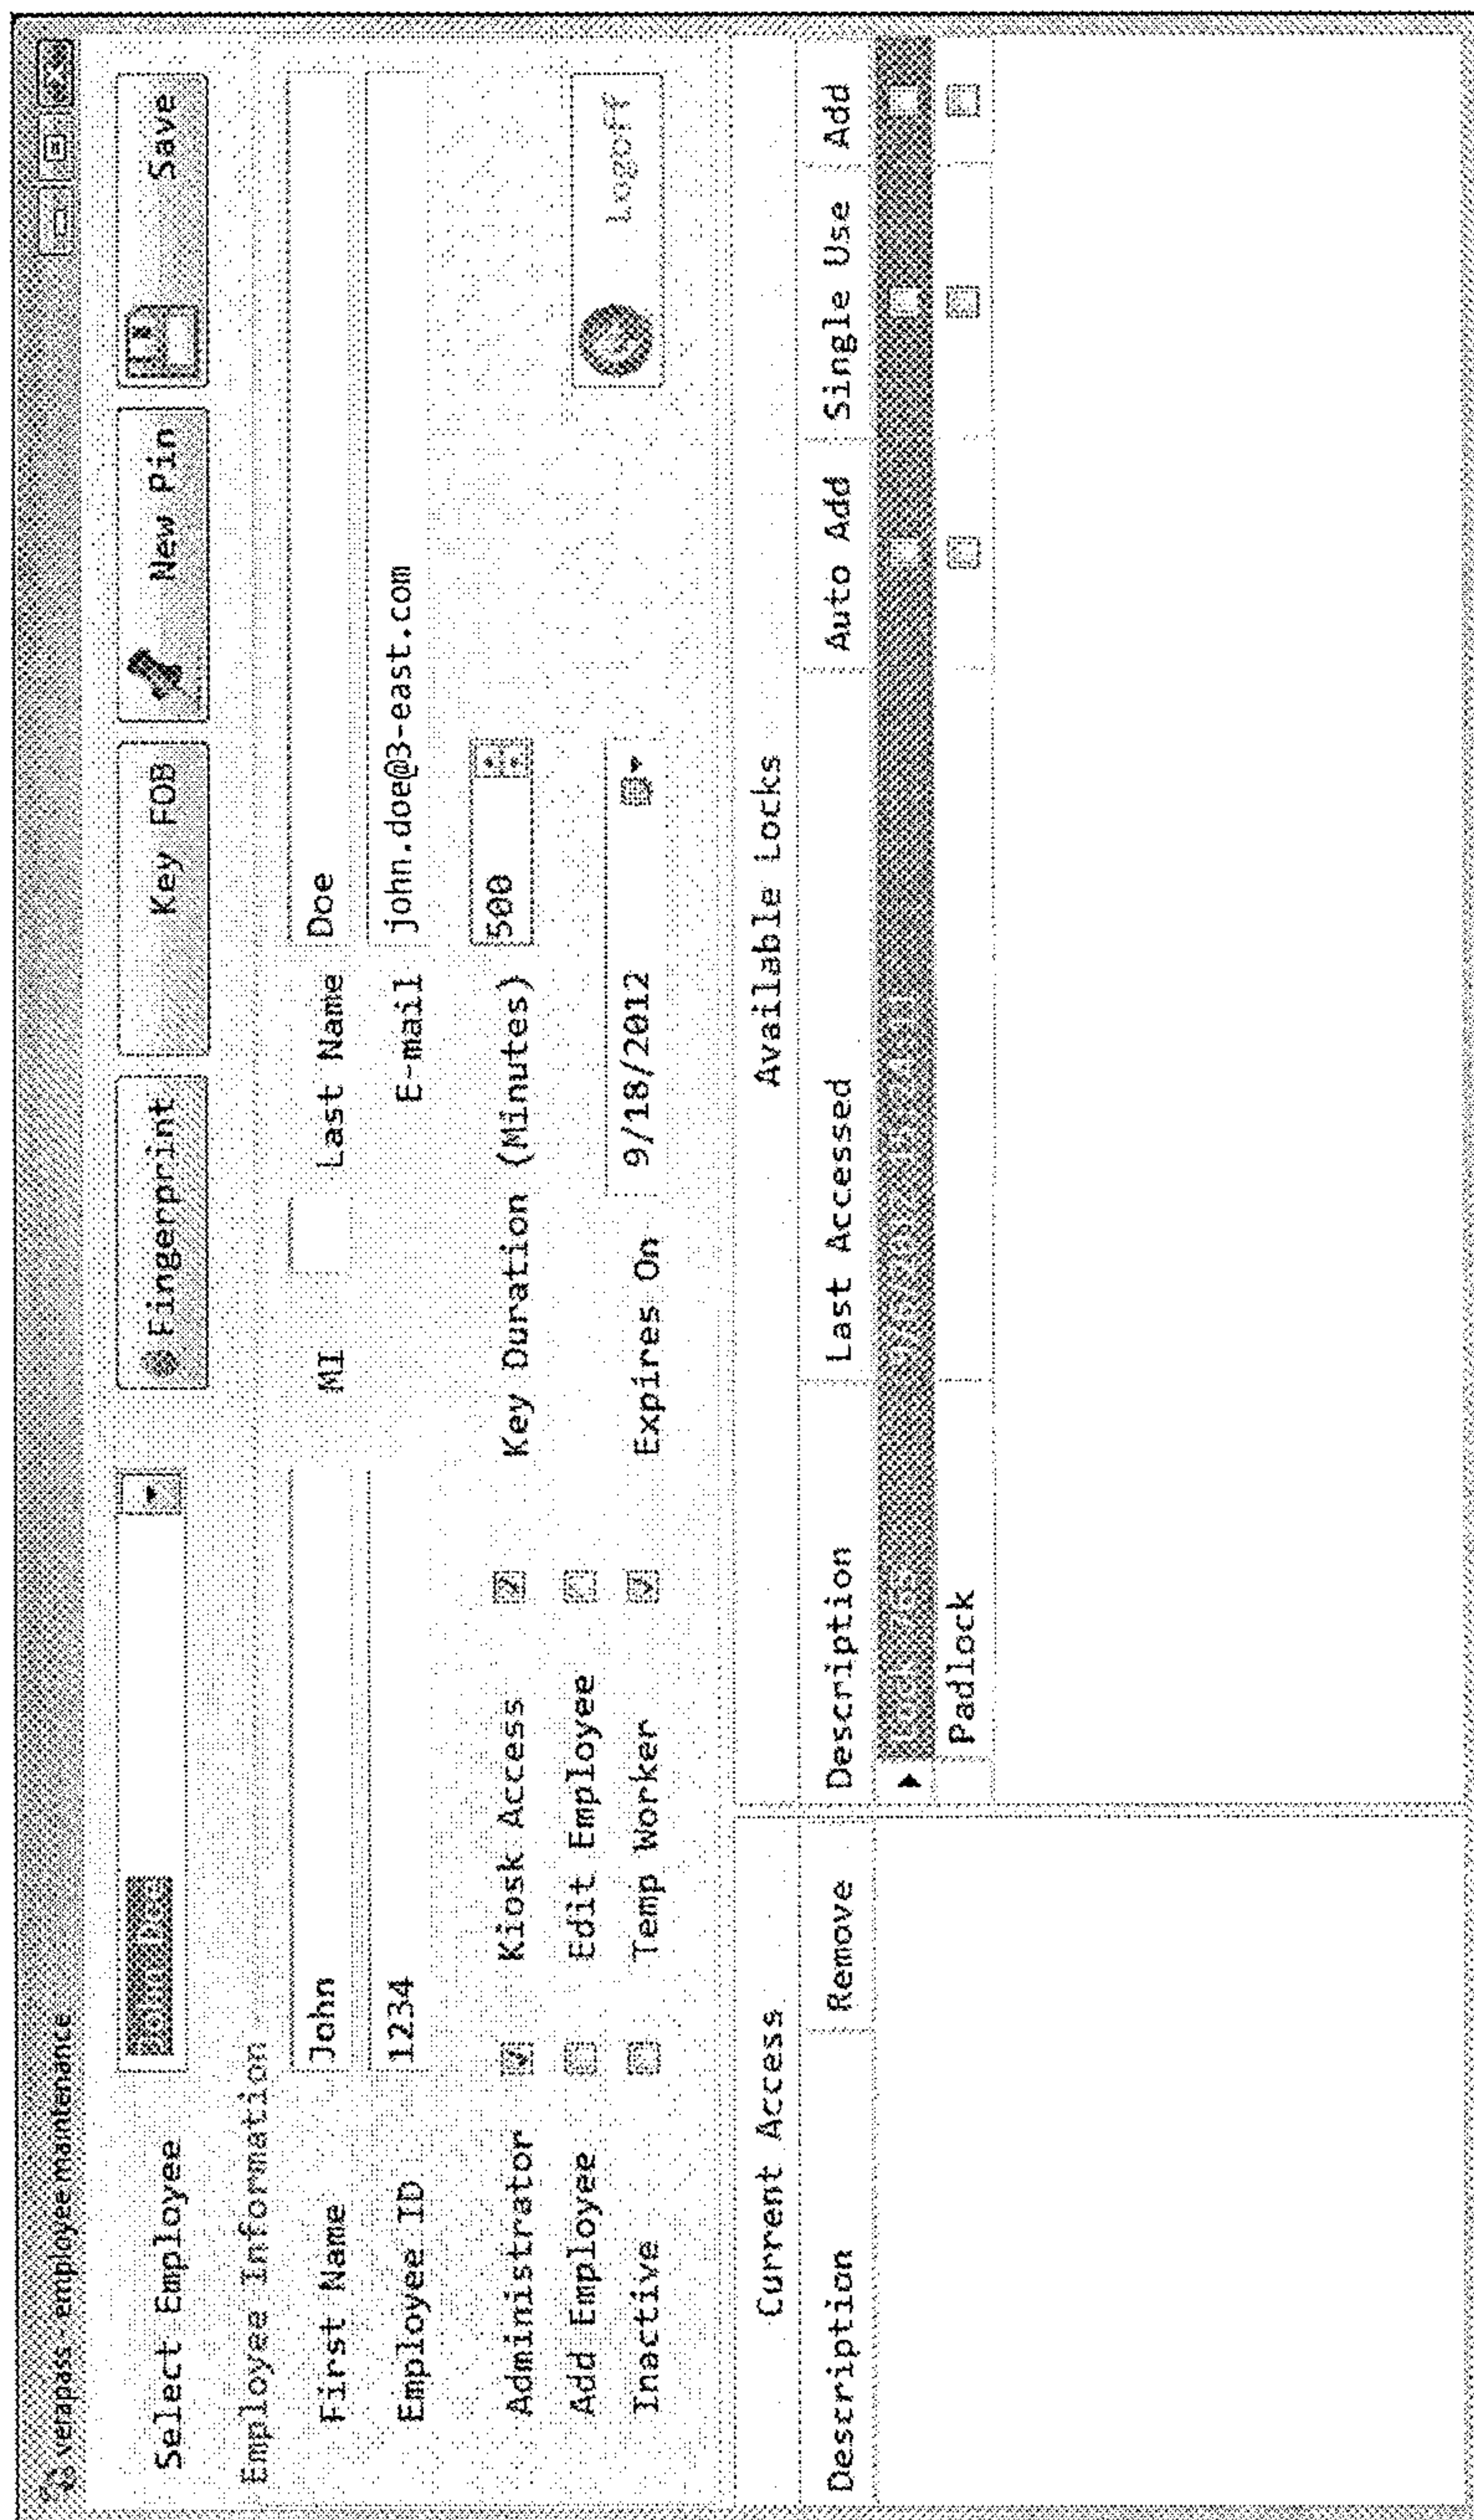 verapass - employee maintenance
Select Employee John Doe Fingerprint Key FOB New Pin Save
Employee Information
First Name John MI Last Name Doe
Employee ID 1234 E-mail john.doe@3-east.com
Administrator Kiosk Access Key Duration (Minutes) 500
Add Employee Edit Employee
Inactive Temp Worker Expires On 9/18/2012 Logoff
Current Access Available Locks
Description Remove Description Last Accessed Auto Add Single Use Add
Padlock